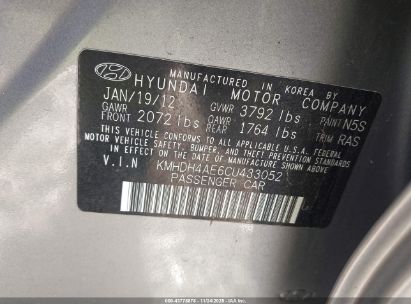 MANUFACTURED IN KOREA BY
HYUNDAI MOTOR COMPANY
JAN/19/12 GVWR 3792 lbs PAINT N5S
GAWR FRONT 2072 lbs GAWR REAR 1764 lbs TRIM RAS
THIS VEHICLE CONFORMS TO ALL APPLICABLE U.S.A. FEDERAL
MOTOR VEHICLE SAFETY, BUMPER, AND THEFT PREVENTION STANDARDS
IN EFFECT ON THE DATE OF MANUFACTURE SHOWN ABOVE.
V.I.N KMHDH4AE6CU433052
PASSENGER CAR